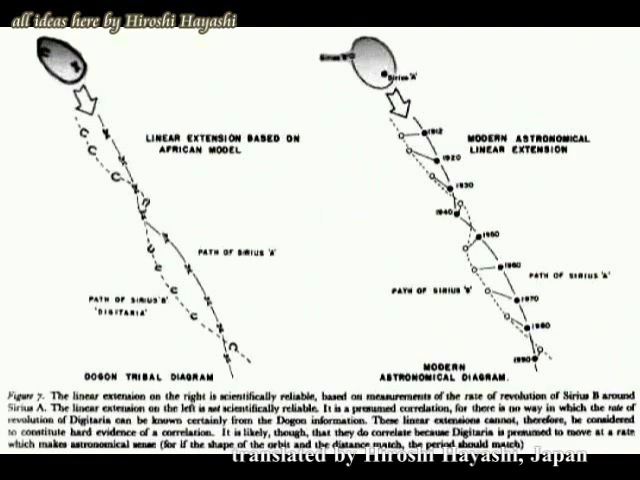 all ideas here by Hiroshi Hayashi
Sirius 'B'
Sirius 'A'
LINEAR EXTENSION BASED ON
AFRICAN MODEL
MODERN ASTRONOMICAL
LINEAR EXTENSION
1912
1920
1930
1940
1950
1960
1970
1980
1990
PATH OF SIRIUS 'A'
PATH OF SIRIUS 'B'
'DIGITARIA'
PATH OF SIRIUS 'A'
PATH OF SIRIUS 'B'
DOGON TRIBAL DIAGRAM
MODERN
ASTRONOMICAL DIAGRAM.
Figure 7. The linear extension on the right is scientifically reliable, based on measurements of the rate of revolution of Sirius B around
Sirius A. The linear extension on the left is not scientifically reliable. It is a presumed correlation, for there is no way in which the rate of
revolution of Digitaria can be known certainly from the Dogon information. These linear extensions cannot, therefore, be considered
to constitute hard evidence of a correlation. It is likely, though, that they do correlate because Digitaria is presumed to move at a rate
which makes astronomical sense (for if the shape of the orbit and the distance match, the period should match)
translated by Hiroshi Hayashi, Japan